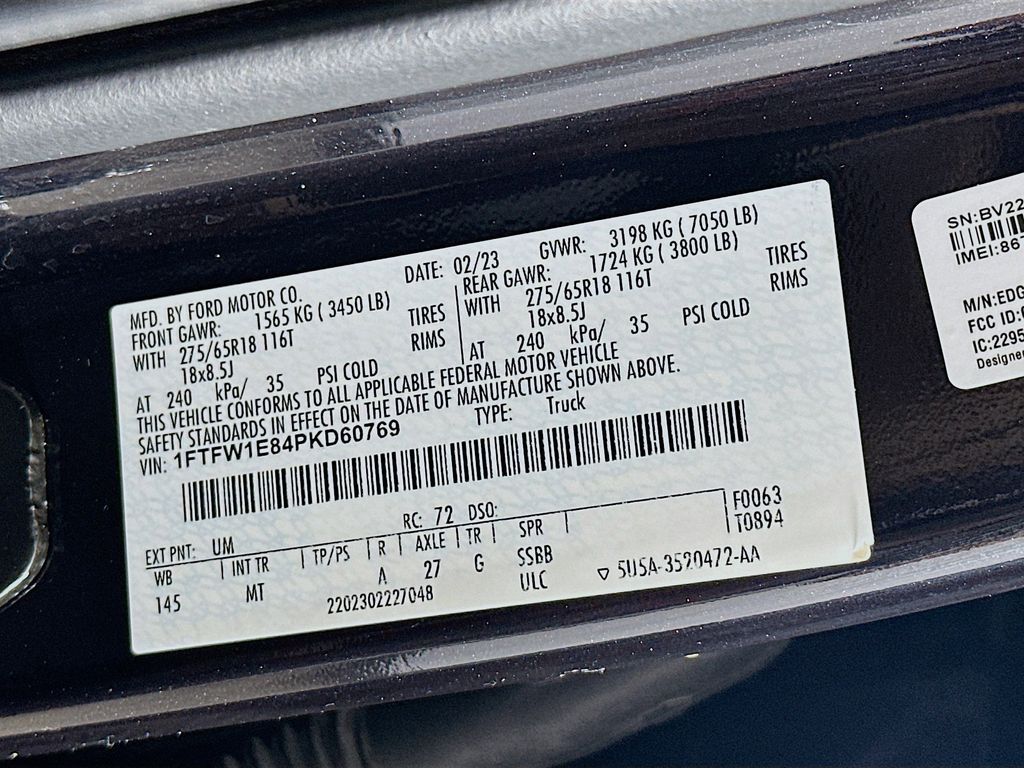 MFD. BY FORD MOTOR CO. DATE: 02/23 GVWR: 3198 KG ( 7050 LB)
FRONT GAWR: 1565 KG ( 3450 LB) REAR GAWR: 1724 KG ( 3800 LB)
WITH 275/65R18 116T TIRES WITH 275/65R18 116T TIRES
18x8.5J RIMS 18x8.5J RIMS
AT 240 kPa/ 35 PSI COLD AT 240 kPa/ 35 PSI COLD
THIS VEHICLE CONFORMS TO ALL APPLICABLE FEDERAL MOTOR VEHICLE
SAFETY STANDARDS IN EFFECT ON THE DATE OF MANUFACTURE SHOWN ABOVE.
VIN: 1FTFW1E84PKD60769 TYPE: Truck
EXT PNT: UM RC: 72 DSO: F0063
WB INT TR TP/PS R AXLE TR SPR T0894
145 MT A 27 G SSBB
2202302227048 ULC 5U5A-3520472-AA
SN:BV22
IMEI:86
M/N:EDG
FCC ID:
IC:2295
Designe